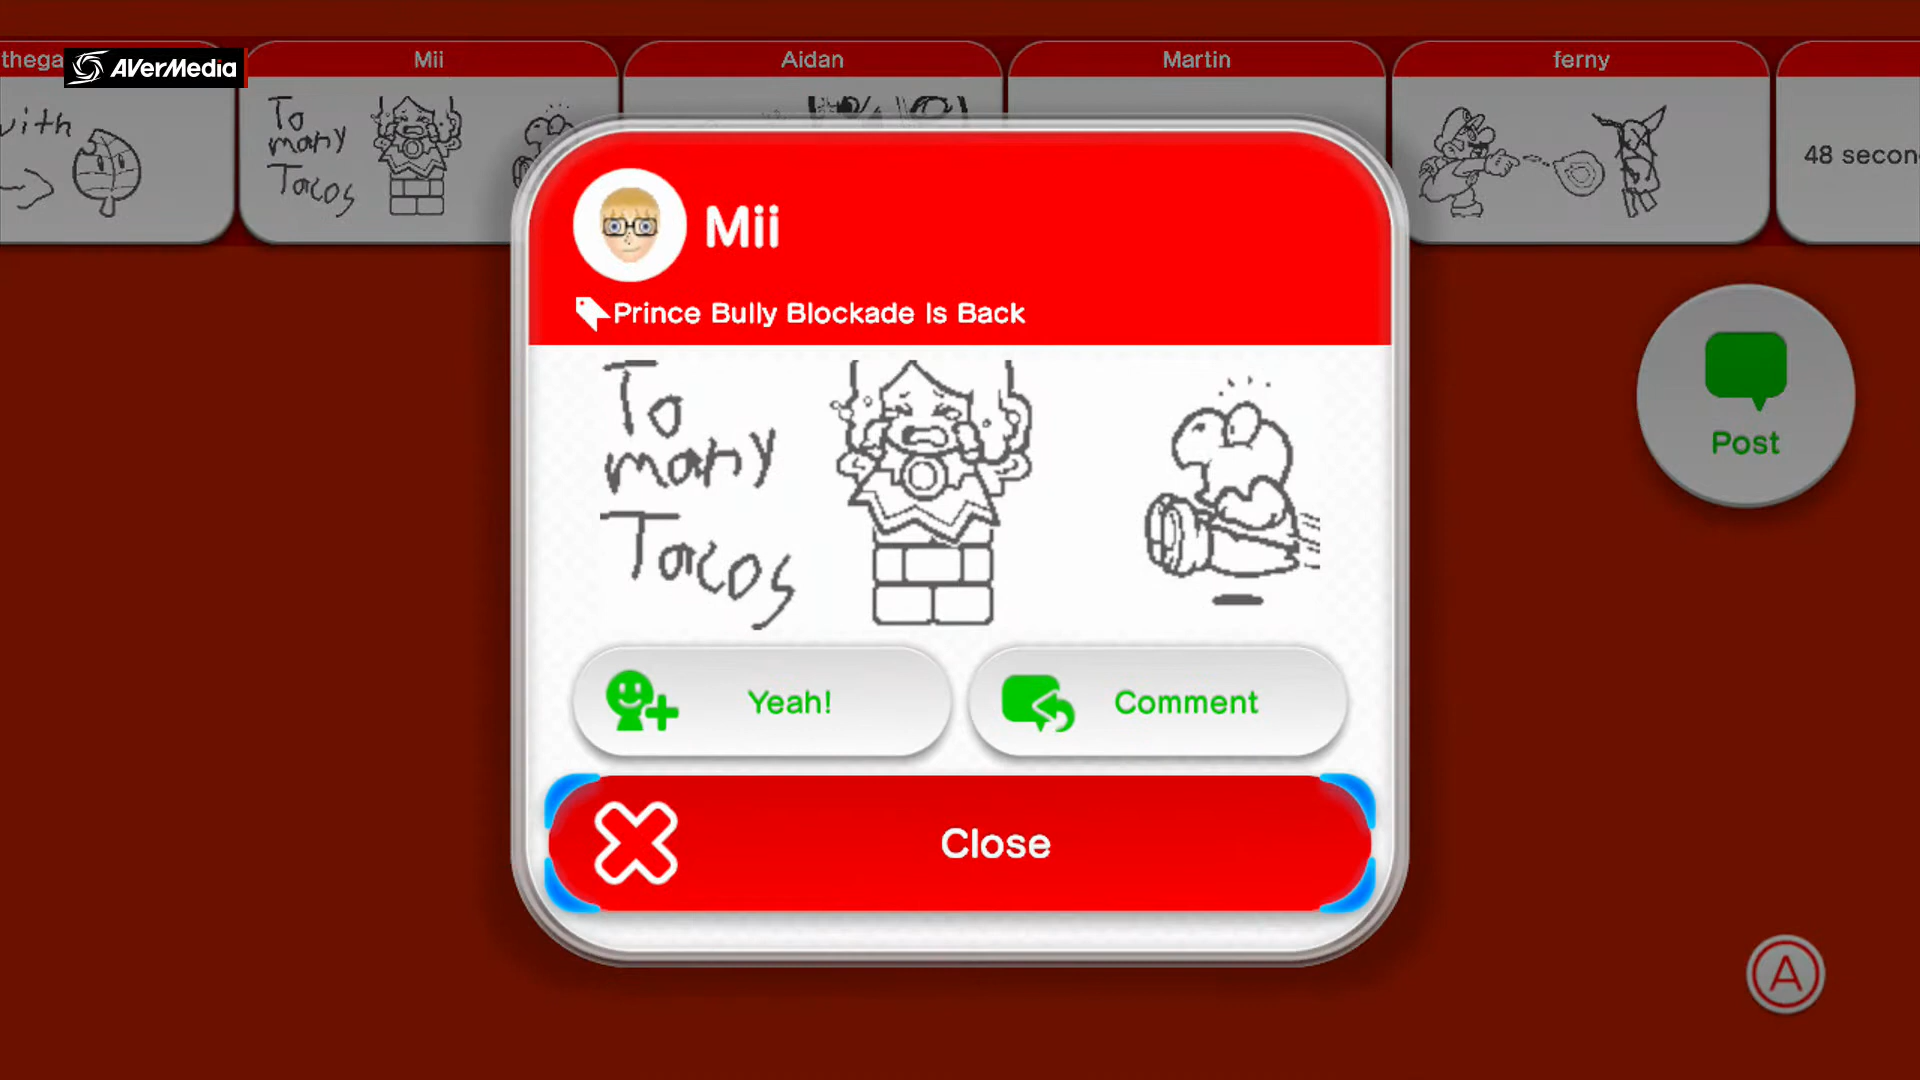 thega
AVerMedia
Mii
Aidan
Martin
ferny
with
To
many
Tacos
48 secon
Mii
Prince Bully Blockade Is Back
To
many
Tacos
Post
Yeah!
Comment
Close
A